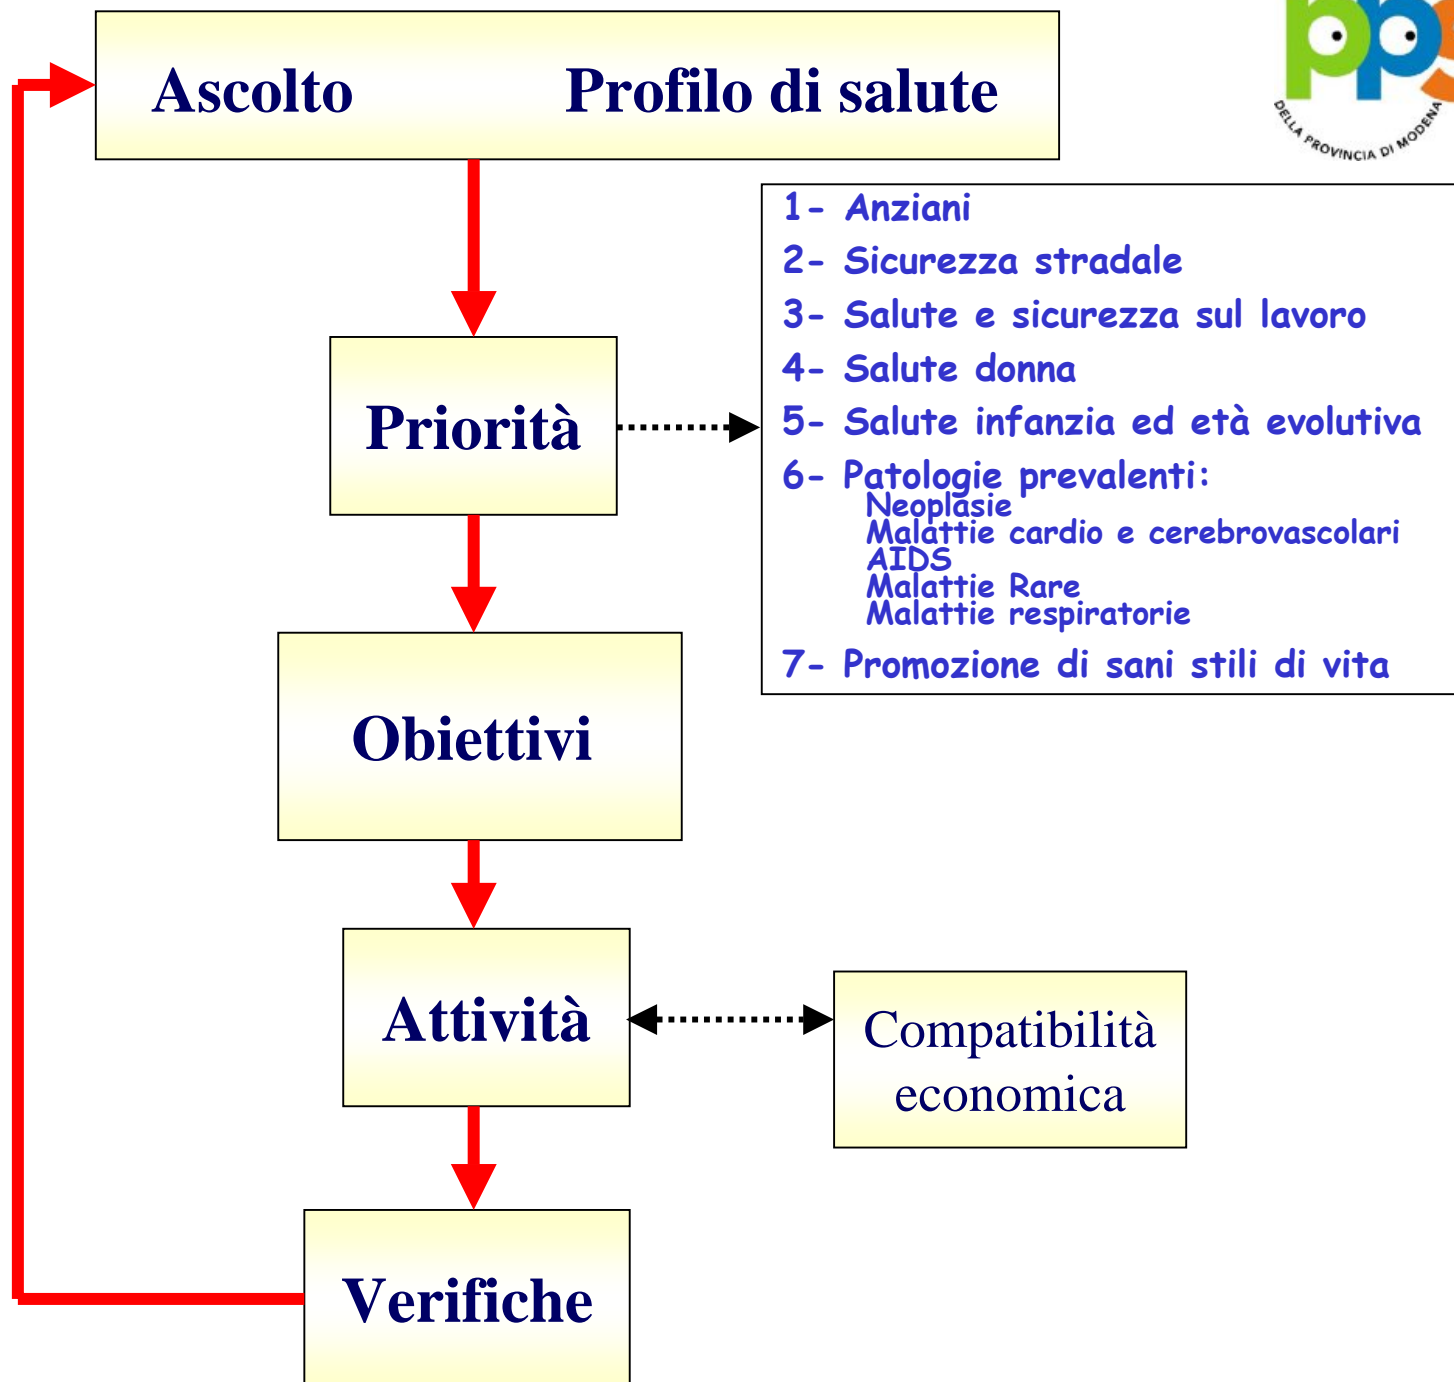 pps
DELLA PROVINCIA DI MODENA
Ascolto Profilo di salute
1- Anziani
2- Sicurezza stradale
3- Salute e sicurezza sul lavoro
4- Salute donna
5- Salute infanzia ed età evolutiva
6- Patologie prevalenti:
Neoplasie
Malattie cardio e cerebrovascolari
AIDS
Malattie Rare
Malattie respiratorie
7- Promozione di sani stili di vita
Priorità
Obiettivi
Attività
Compatibilità
economica
Verifiche